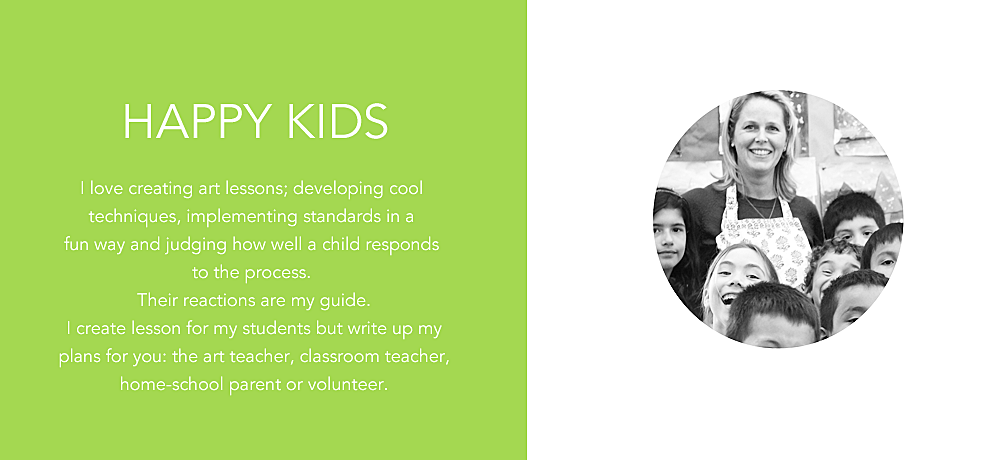 HAPPY KIDS
I love creating art lessons; developing cool
techniques, implementing standards in a
fun way and judging how well a child responds
to the process.
Their reactions are my guide.
I create lesson for my students but write up my
plans for you: the art teacher, classroom teacher,
home-school parent or volunteer.